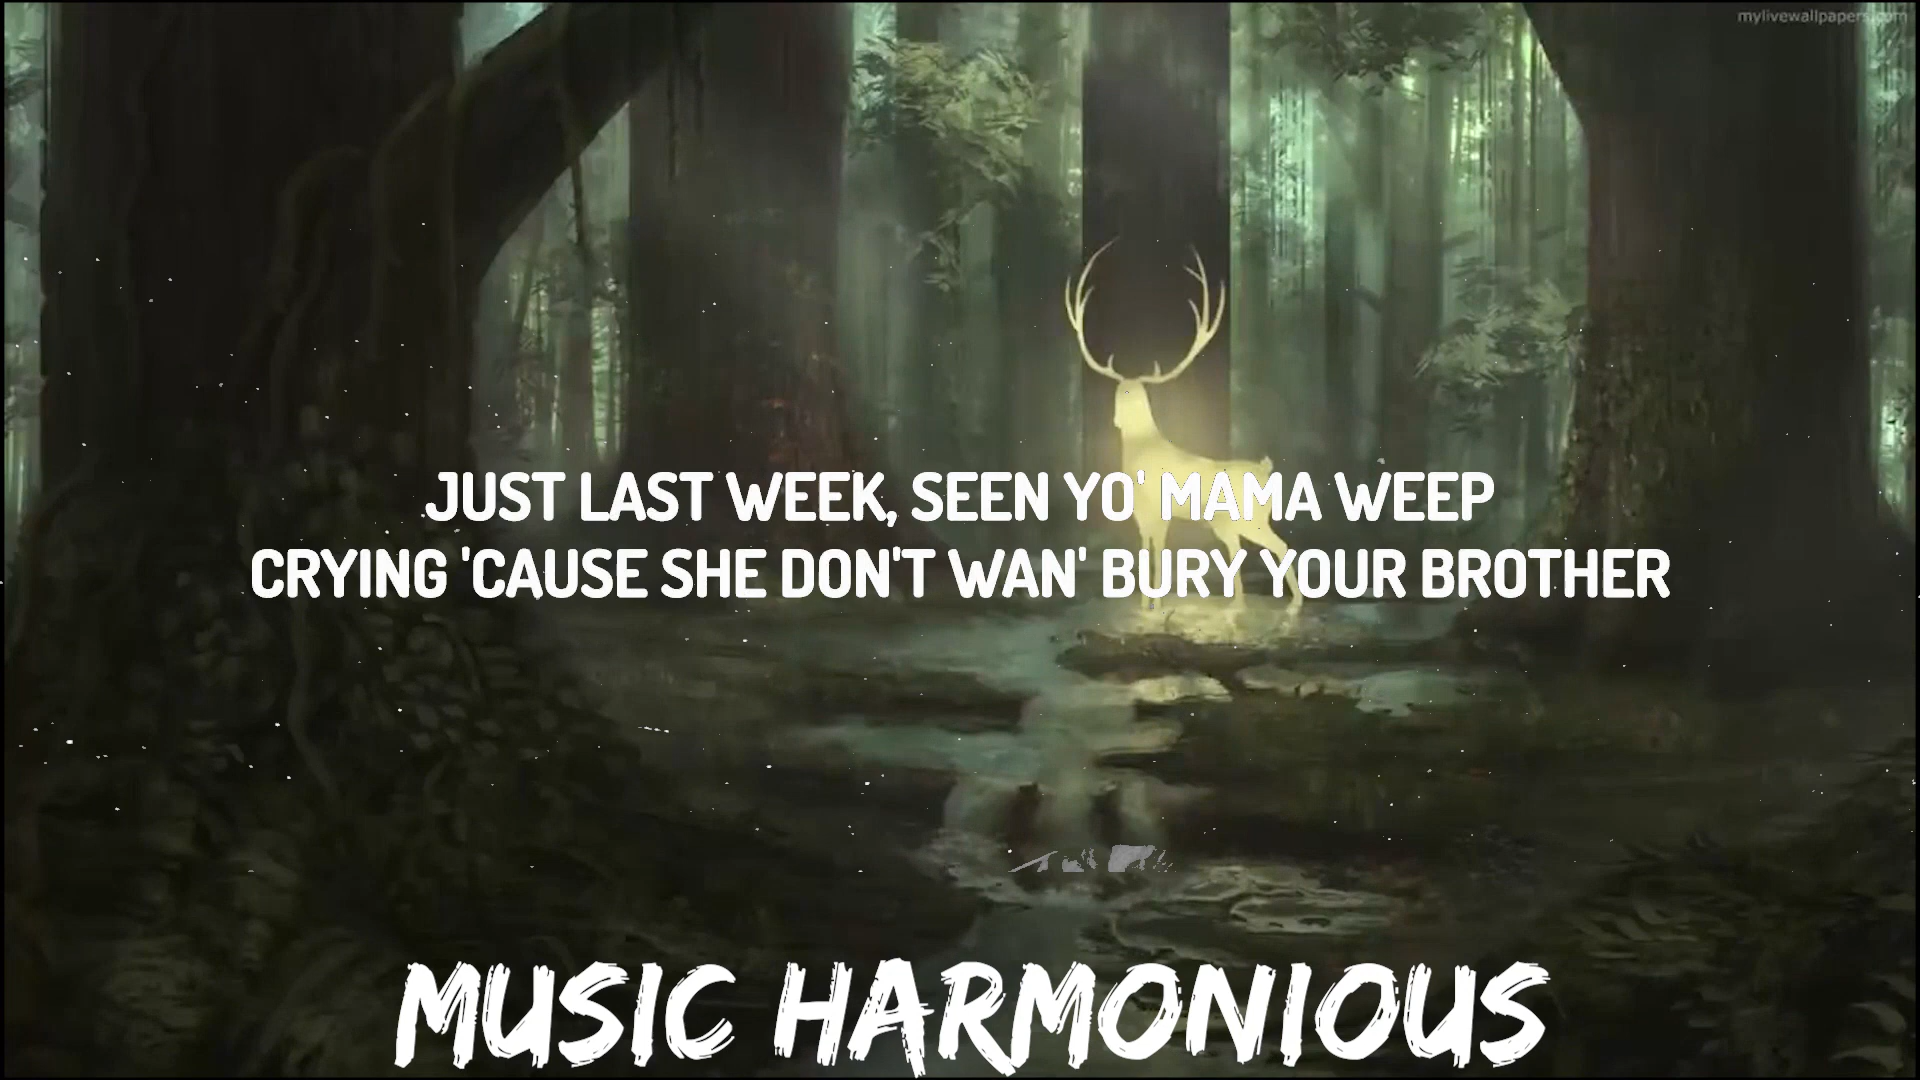 mylivewallpapers.com
JUST LAST WEEK, SEEN YO' MAMA WEEP
CRYING 'CAUSE SHE DON'T WAN' BURY YOUR BROTHER
MUSIC HARMONIOUS